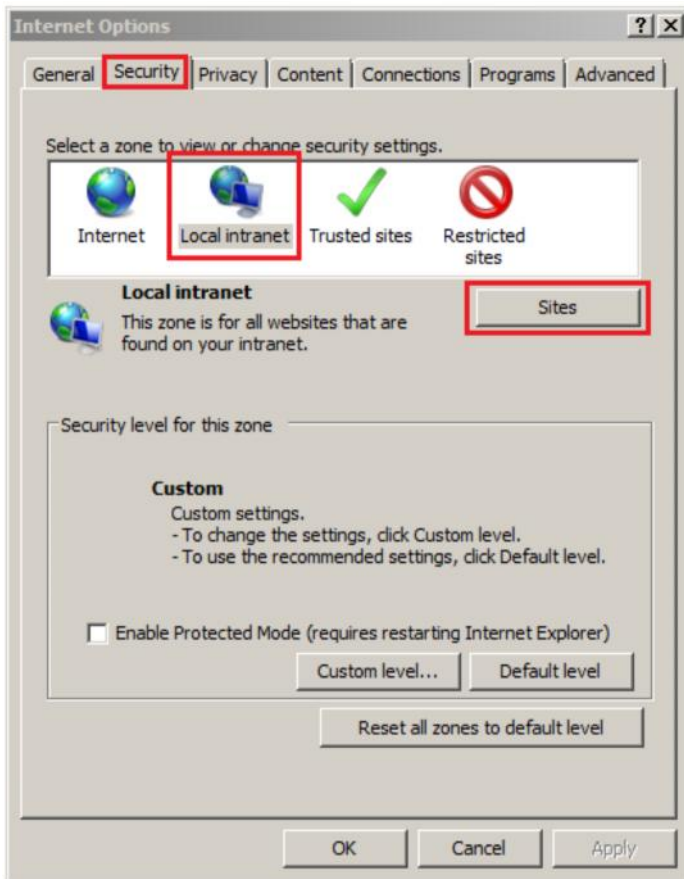 Internet Options
General Security Privacy Content Connections Programs Advanced
Select a zone to view or change security settings.
Internet Local intranet Trusted sites Restricted
sites
Local intranet
This zone is for all websites that are
found on your intranet.
Sites
Security level for this zone
Custom
Custom settings.
- To change the settings, click Custom level.
- To use the recommended settings, click Default level.
Enable Protected Mode (requires restarting Internet Explorer)
Custom level... Default level
Reset all zones to default level
OK Cancel Apply